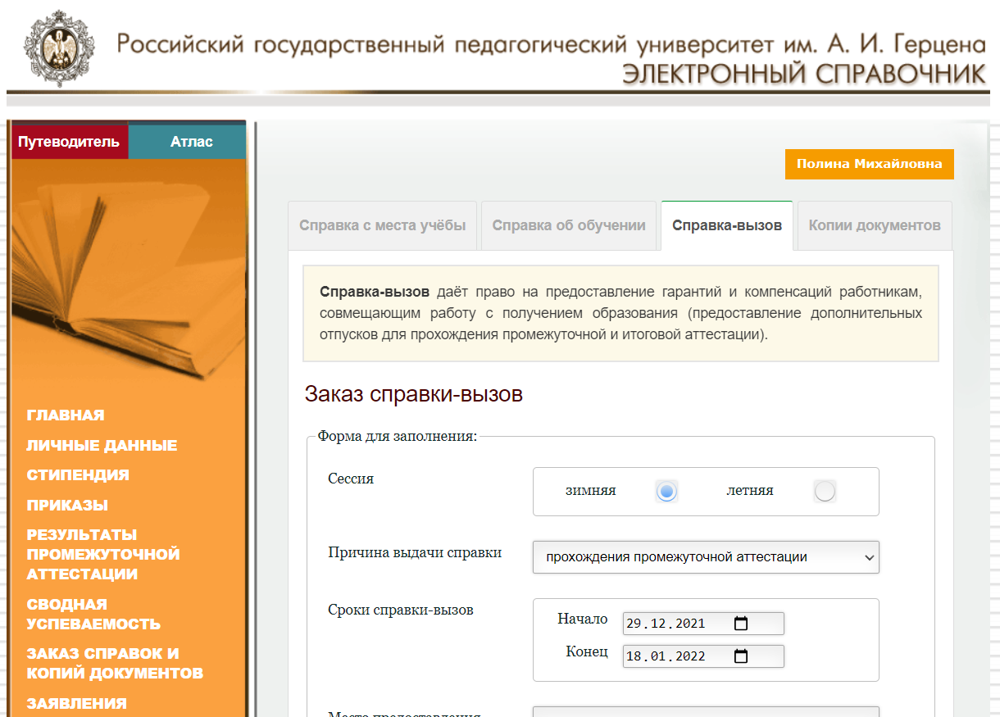 Российский государственный педагогический университет им. А. И. Герцена
ЭЛЕКТРОННЫЙ СПРАВОЧНИК
Путеводитель
Атлас
Полина Михайловна
Справка с места учёбы
Справка об обучении
Справка-вызов
Копии документов
Справка-вызов даёт право на предоставление гарантий и компенсаций работникам,
совмещающим работу с получением образования (предоставление дополнительных
отпусков для прохождения промежуточной и итоговой аттестации).
Заказ справки-вызов
Форма для заполнения:
Сессия
зимняя
летняя
Причина выдачи справки
прохождения промежуточной аттестации
Сроки справки-вызов
Начало
29.12.2021
Конец
18.01.2022
Место предоставления
ГЛАВНАЯ
ЛИЧНЫЕ ДАННЫЕ
СТИПЕНДИЯ
ПРИКАЗЫ
РЕЗУЛЬТАТЫ
ПРОМЕЖУТОЧНОЙ
АТТЕСТАЦИИ
СВОДНАЯ
УСПЕВАЕМОСТЬ
ЗАКАЗ СПРАВОК И
КОПИЙ ДОКУМЕНТОВ
ЗАЯВЛЕНИЯ